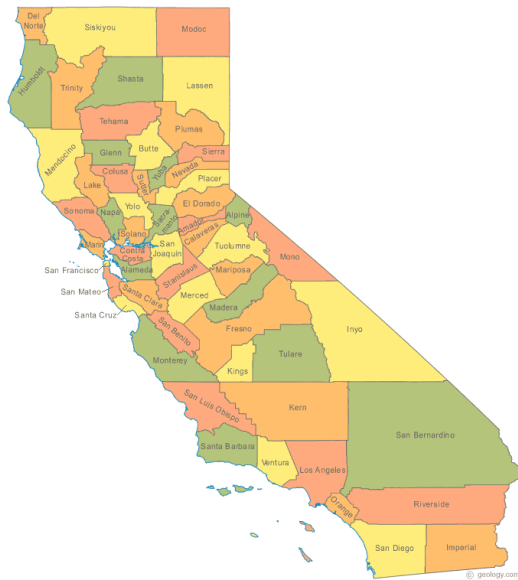 Del
Norte
Siskiyou
Modoc
Humboldt
Trinity
Shasta
Lassen
Tehama
Plumas
Mendocino
Glenn
Butte
Sierra
Colusa
Yuba
Nevada
Lake
Sutter
Placer
Sonoma
Napa
Yolo
El Dorado
Sacra-
mento
Alpine
Amador
Solano
Marin
Calaveras
San
Joaquin
Tuolumne
Contra
Costa
Mono
San Francisco
Alameda
Stanislaus
Mariposa
San Mateo
Santa Clara
Merced
Madera
Santa Cruz
San Benito
Fresno
Inyo
Monterey
Tulare
Kings
San Luis Obispo
Kern
San Bernardino
Santa Barbara
Ventura
Los Angeles
Orange
Riverside
San Diego
Imperial
© geology.com